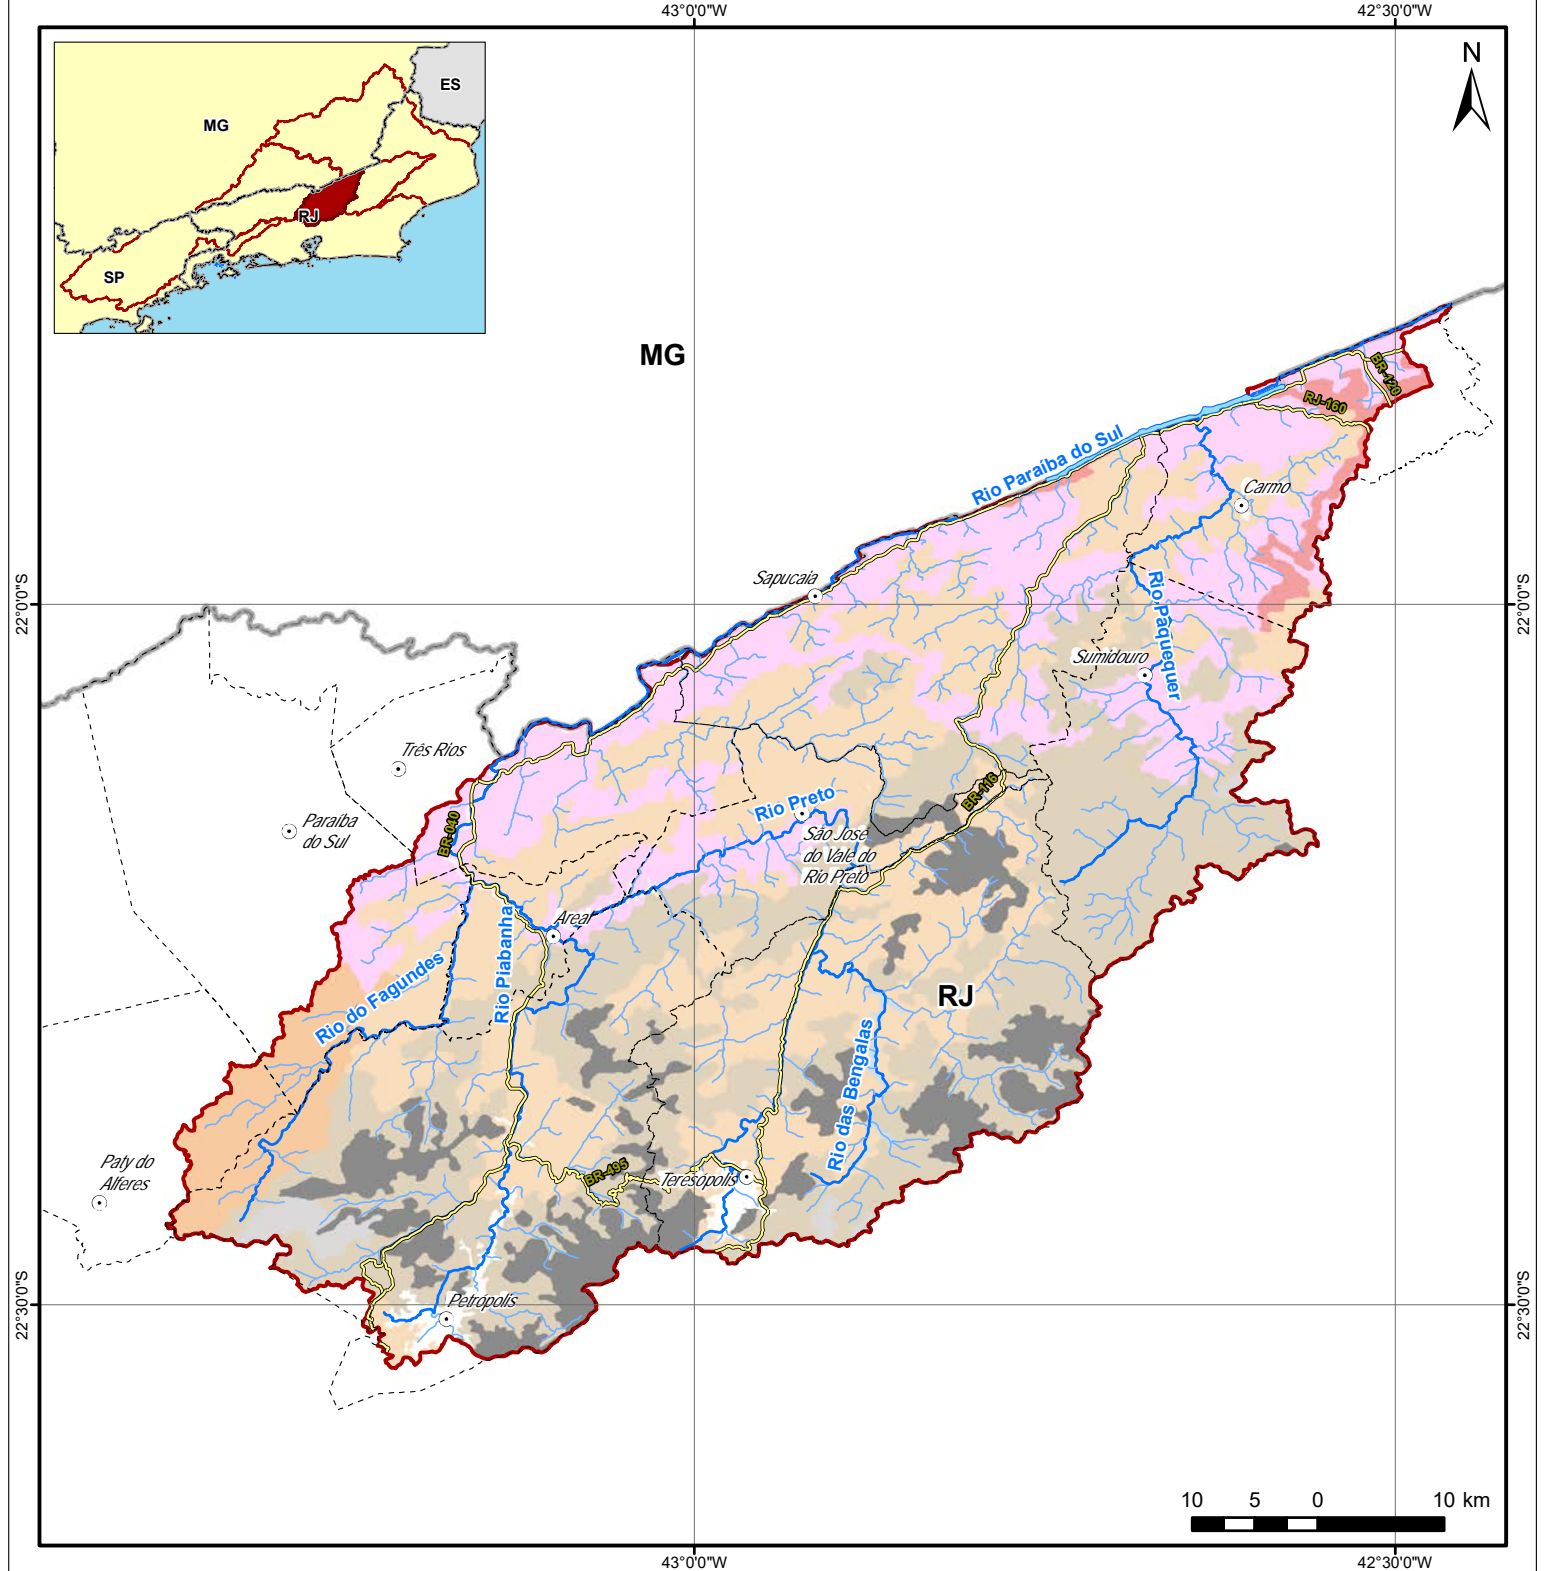 43°0'0"W
42°30'0"W
N
ES
MG
RJ
SP
MG
BR-120
RJ-160
Rio Paraíba do Sul
Carmo
Sapucaia
22°0'0"S
22°0'0"S
Rio Pâquequer
Sumidouro
Três Rios
BR-116
Rio Preto
Paraíba
do Sul
BR-040
São José
do Vale do
Rio Preto
Areal
Rio Piabanha
Rio do Fagundes
RJ
Rio das Bengalas
Paty do
Alferes
BR-495
Teresópolis
Petrópolis
22°30'0"S
22°30'0"S
10 5 0 10 km
43°0'0"W
42°30'0"W